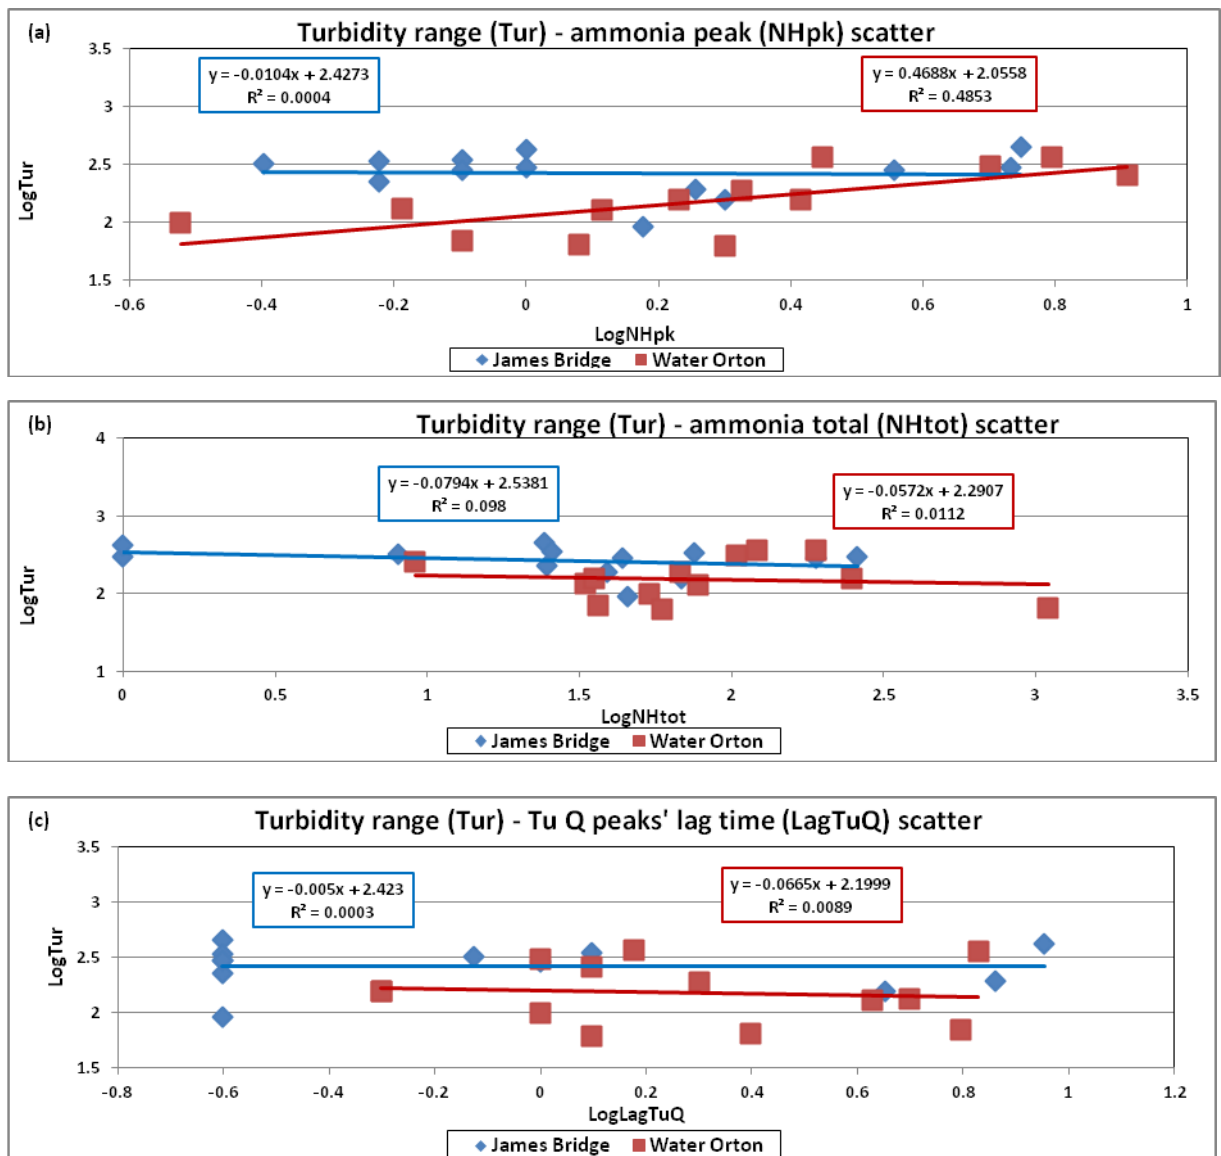 (a)
Turbidity range (Tur) - ammonia peak (NHpk) scatter
3.5
y = -0.0104x + 2.4273
R² = 0.0004
y = 0.4688x + 2.0558
R² = 0.4853
3
2.5
2
1.5
LogTur
-0.6 -0.4 -0.2 0 0.2 0.4 0.6 0.8 1
LogNHpk
James Bridge Water Orton
(b)
Turbidity range (Tur) - ammonia total (NHtot) scatter
4
y = -0.0794x + 2.5381
R² = 0.098
y = -0.0572x + 2.2907
R² = 0.0112
3
2
1
LogTur
0 1 1.5 2 2.5 3 3.5
LogNHtot
James Bridge Water Orton
(c)
Turbidity range (Tur) - Tu Q peaks' lag time (LagTuQ) scatter
3.5
y = -0.005x + 2.423
R² = 0.0003
y = -0.0665x + 2.1999
R² = 0.0089
3
2.5
2
1.5
LogTur
-0.8 -0.6 -0.4 -0.2 0 0.2 0.4 0.6 0.8 1 1.2
LogLagTuQ
James Bridge Water Orton